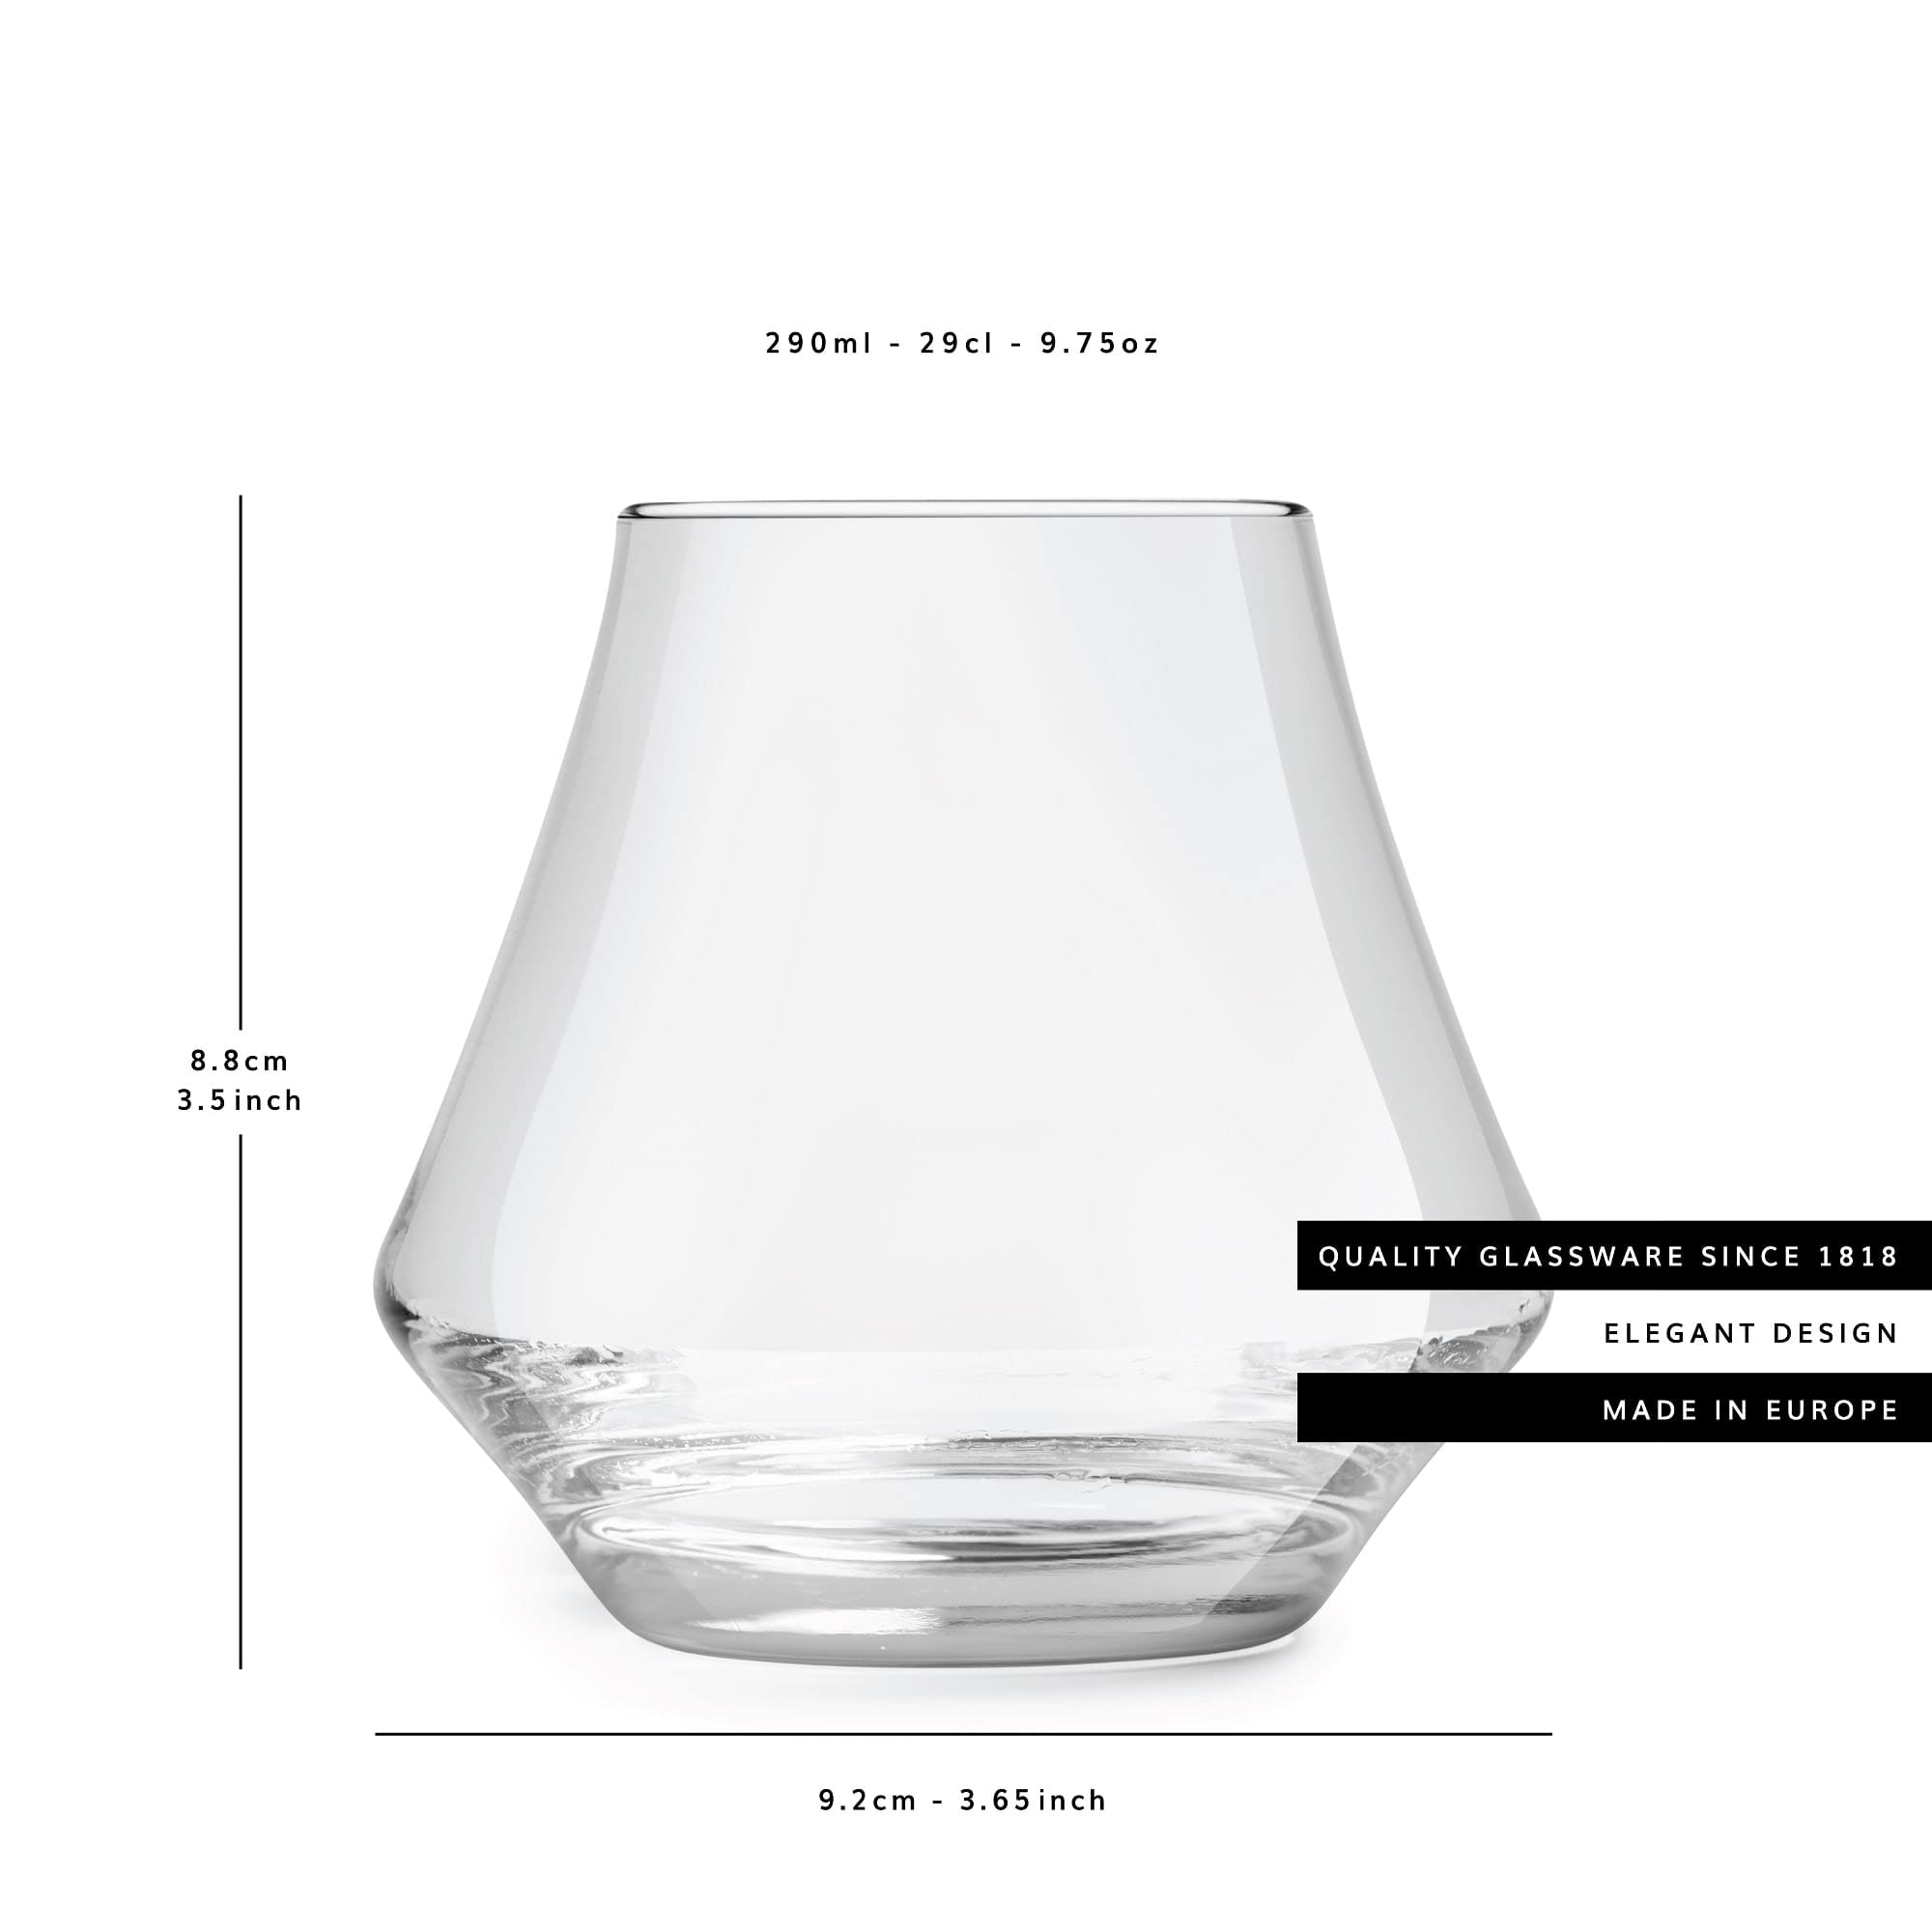 290ml - 29cl - 9.75oz
8.8cm
3.5inch
QUALITY GLASSWARE SINCE 1818
ELEGANT DESIGN
MADE IN EUROPE
9.2cm - 3.65inch